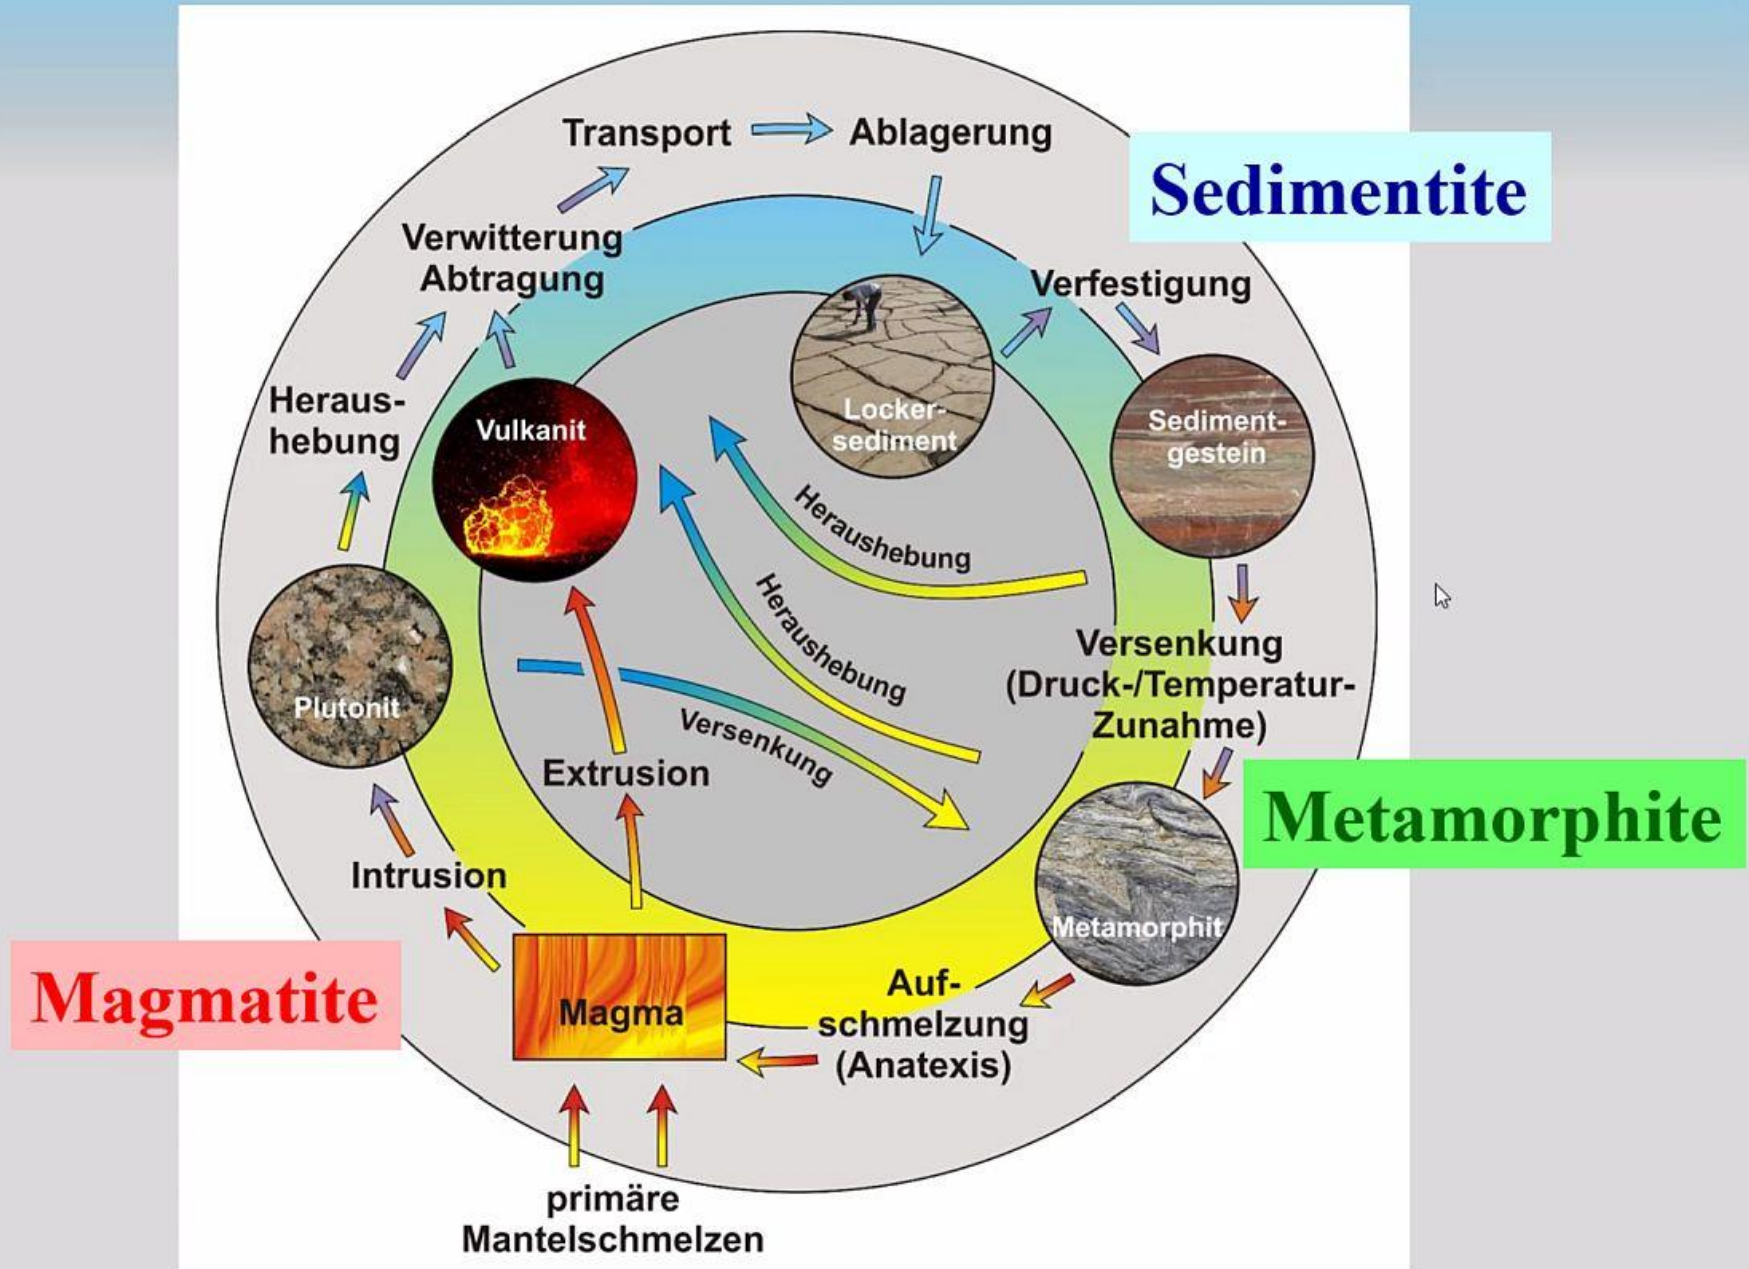 Transport
Ablagerung
Sedimentite
Verwitterung
Abtragung
Verfestigung
Heraus-
hebung
Vulkanit
Locker-
sediment
Sediment-
gestein
Heraushebung
Heraushebung
Versenkung
(Druck-/Temperatur-
Zunahme)
Plutonit
Versenkung
Extrusion
Metamorphite
Intrusion
Metamorphit
Magmatite
Magma
Auf-
schmelzung
(Anatexis)
primäre
Mantelschmelzen